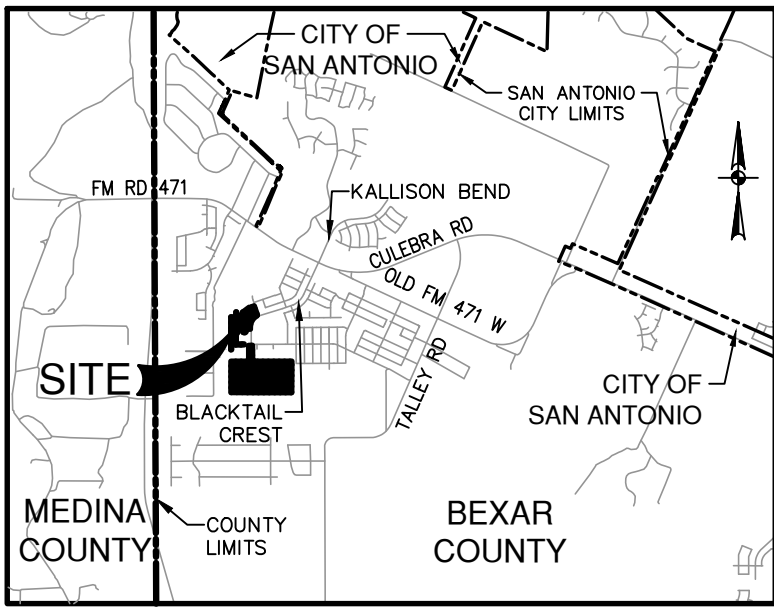 CITY OF
SAN ANTONIO
SAN ANTONIO
CITY LIMITS
FM RD 471
KALLISON BEND
CULEBRA RD
OLD FM 471 W
TALLEY RD
SITE
BLACKTAIL
CREST
CITY OF
SAN ANTONIO
MEDINA
COUNTY
COUNTY
LIMITS
BEXAR
COUNTY